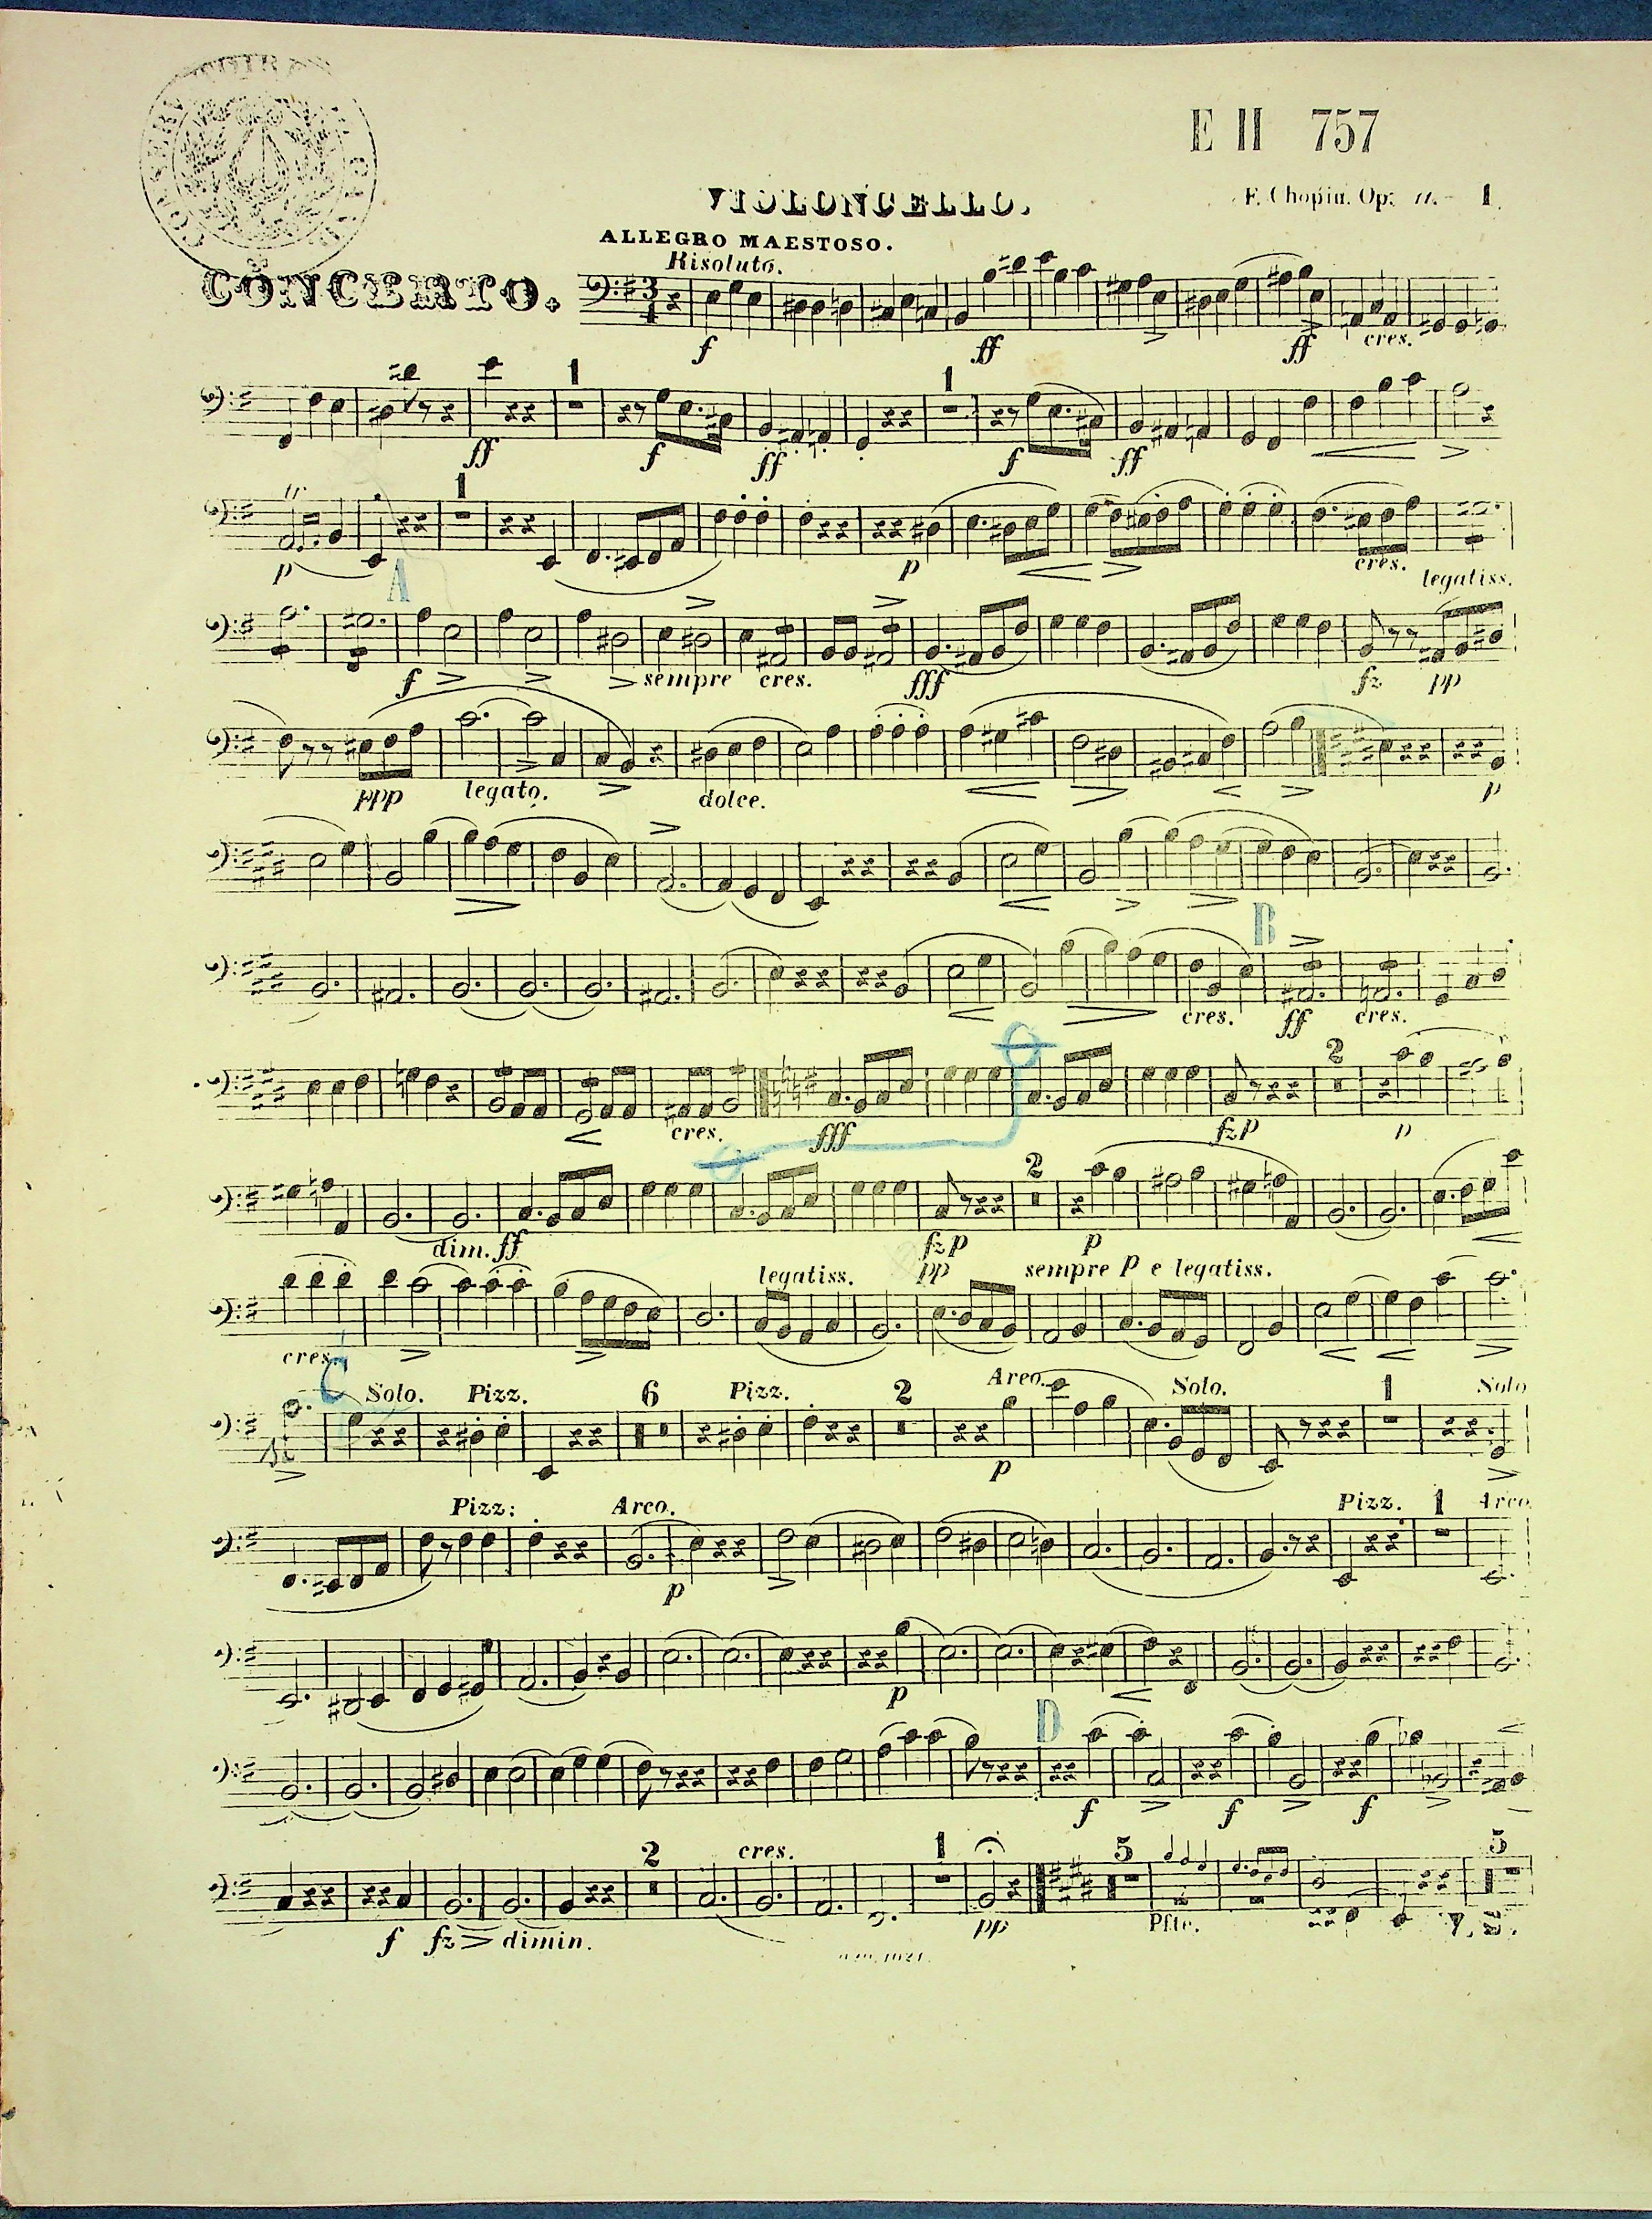 E II 757
VIOLONCELLO.
F. Chopin. Op: 11. 1.
ALLEGRO MAESTOSO.
Risoluto.
CONCERTO.
3
4
f ff ff cres.
1 1
ff f ff f ff
tr 1
p p cres.
legatiss.
A
f sempre cres. fff fz pp
ppp legato. dolce. p
B
cres. ff cres.
2
cres. fff fz p p
2
dim. ff fz p p
legatiss. pp sempre p e legatiss.
cres.
C Solo. Pizz. 6 Pizz. 2 Arco. Solo. 1 Solo
p
Pizz: Arco. Pizz. 1 Arco.
p
p
D
f f f
2 cres. 1 5 5
f fz dimin. pp Pfte.